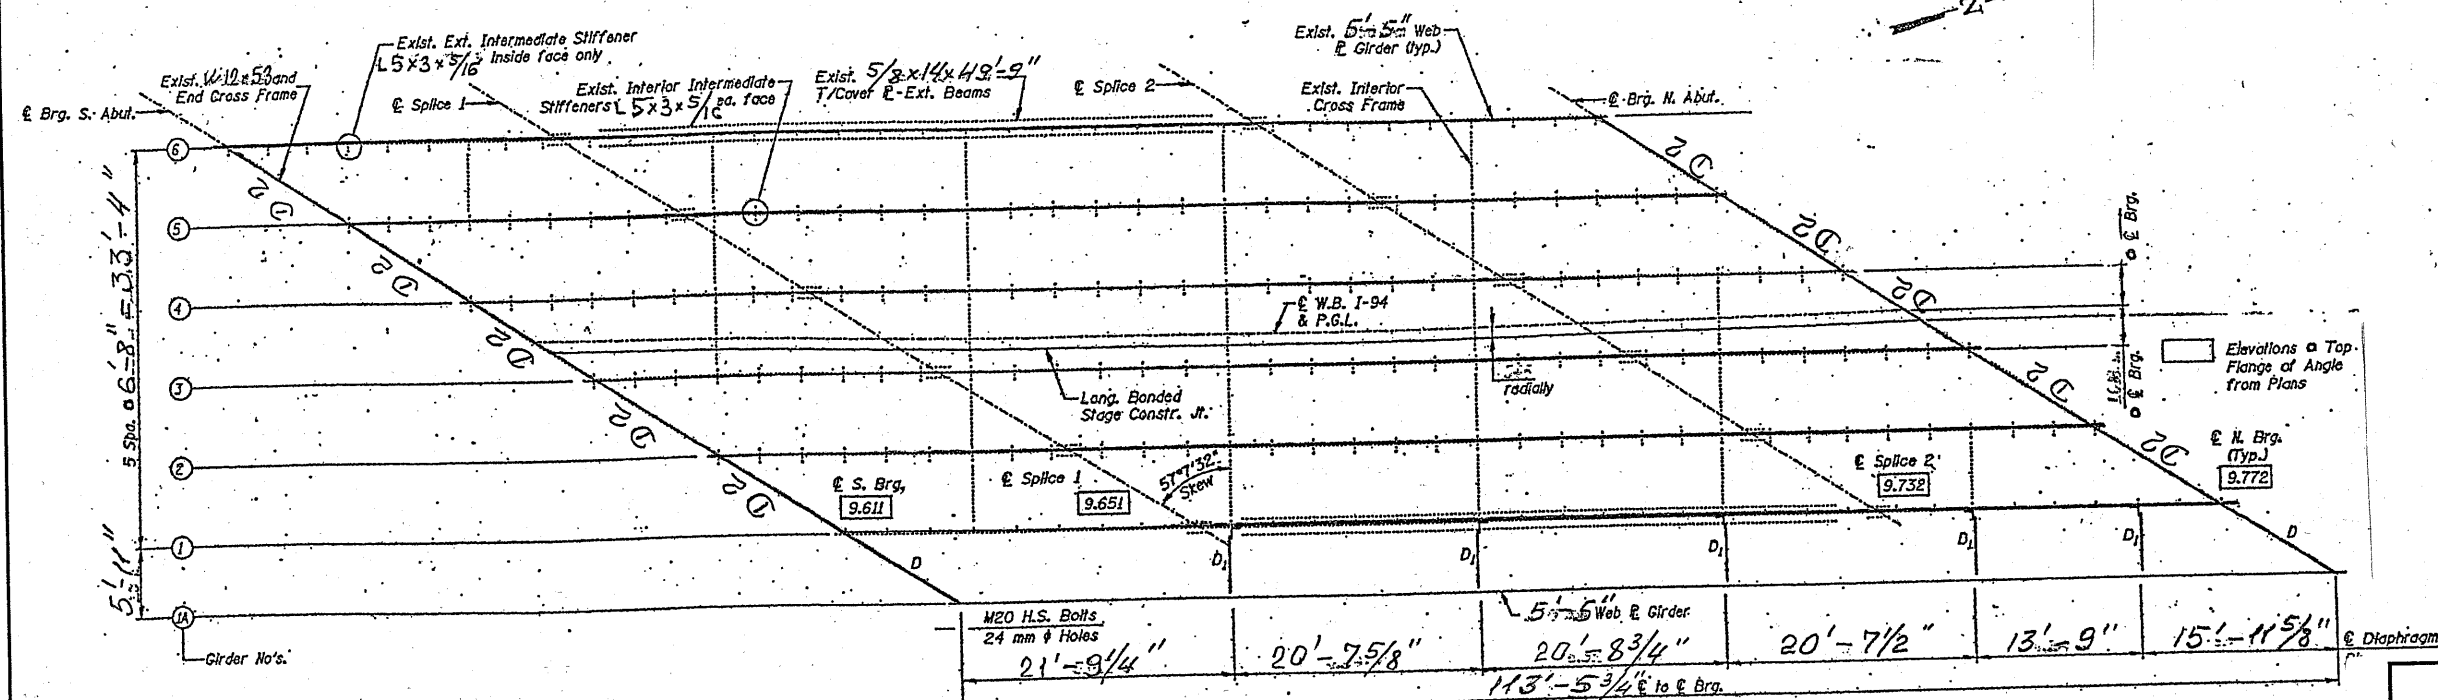 Exist. Ext. Intermediate Stiffener
L5x3x5/16 Inside face only
Exist. 5'-5" Web
℄ Girder (typ.)
Exist. W12x53 and
End Cross Frame
Exist. Interior Intermediate
Stiffeners L5x3x5/16 ea. face
Exist. 5/8x14x49'-9"
T/Cover ℄-Ext. Beams
℄ Splice 1
℄ Splice 2
Exist. Interior
Cross Frame
℄ Brg. N. Abut.
℄ Brg. S. Abut.
6
5
4
3
2
1
1A
Girder No's.
5 Spa. @ 6'-8" = 33'-4"
5'-11"
D2
D2
D2
D2
D2
D
D2
D2
D2
D2
D2
D
℄ W.B. I-94
& P.G.L.
Long. Bonded
Stage Constr. Jt.
radially
@ ℄ Brg.
@ ℄ Brg.
Elevations @ Top
Flange of Angle
from Plans
℄ S. Brg,
9.611
℄ Splice 1
9.651
57°7'32"
Skew
℄ Splice 2
9.732
℄ N. Brg.
(Typ.)
9.772
D1
D1
D1
D1
D1
M20 H.S. Bolts
24 mm ϕ Holes
5'-5" Web ℄ Girder
21'-9 1/4"
20'-7 5/8"
20'-8 3/4"
20'-7 1/2"
13'-9"
15'-11 5/8"
℄ Diaphragm
113'-5 3/4" ℄ to ℄ Brg.